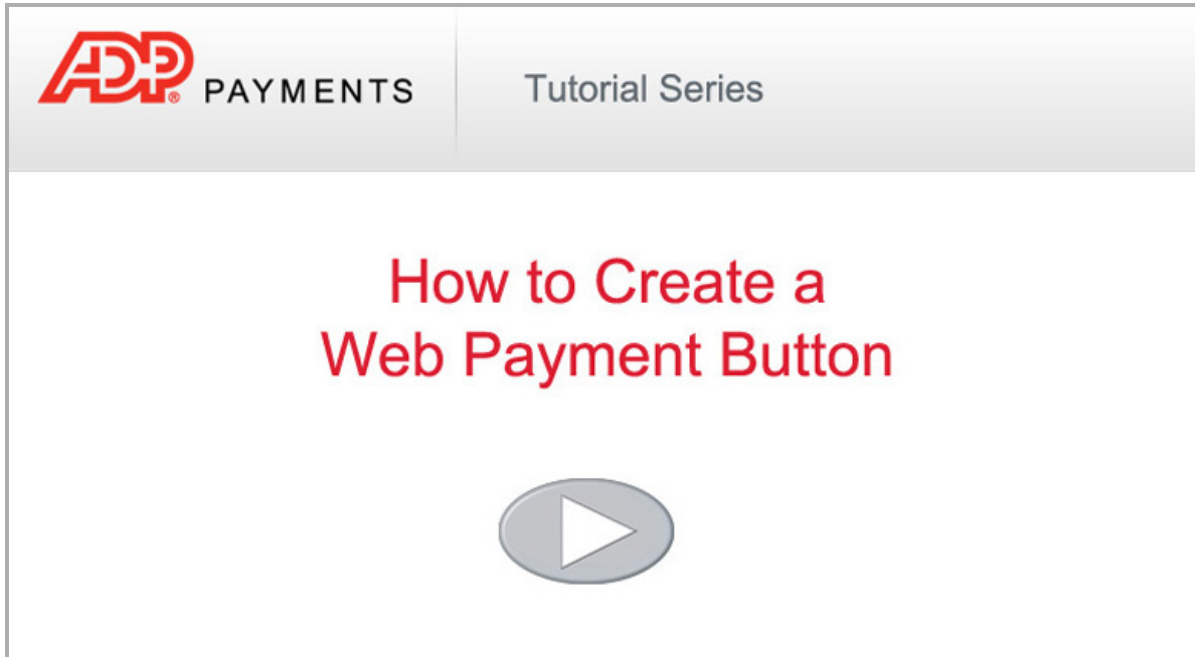 ADP® PAYMENTS
Tutorial Series
How to Create a
Web Payment Button